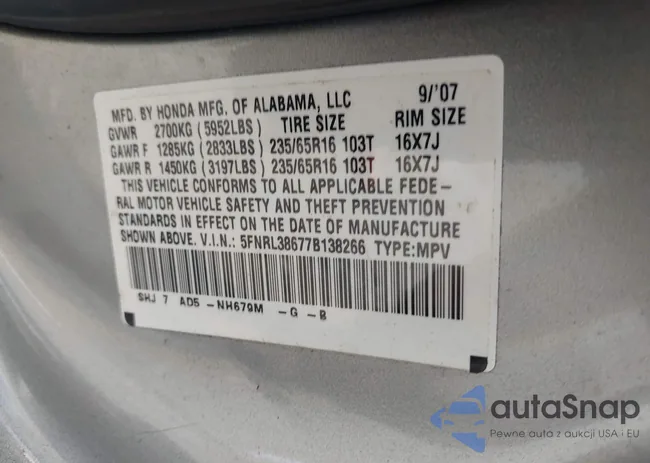 MFD. BY HONDA MFG. OF ALABAMA, LLC 9/'07
GVWR 2700KG (5952LBS) TIRE SIZE RIM SIZE
GAWR F 1285KG (2833LBS) 235/65R16 103T 16X7J
GAWR R 1450KG (3197LBS) 235/65R16 103T 16X7J
THIS VEHICLE CONFORMS TO ALL APPLICABLE FEDE-
RAL MOTOR VEHICLE SAFETY AND THEFT PREVENTION
STANDARDS IN EFFECT ON THE DATE OF MANUFACTURE
SHOWN ABOVE. V.I.N.: 5FNRL38677B138266 TYPE:MPV
SHJ 7 AD5 -NH679M -G -B
autaSnap
Pewne auta z aukcji USA i EU